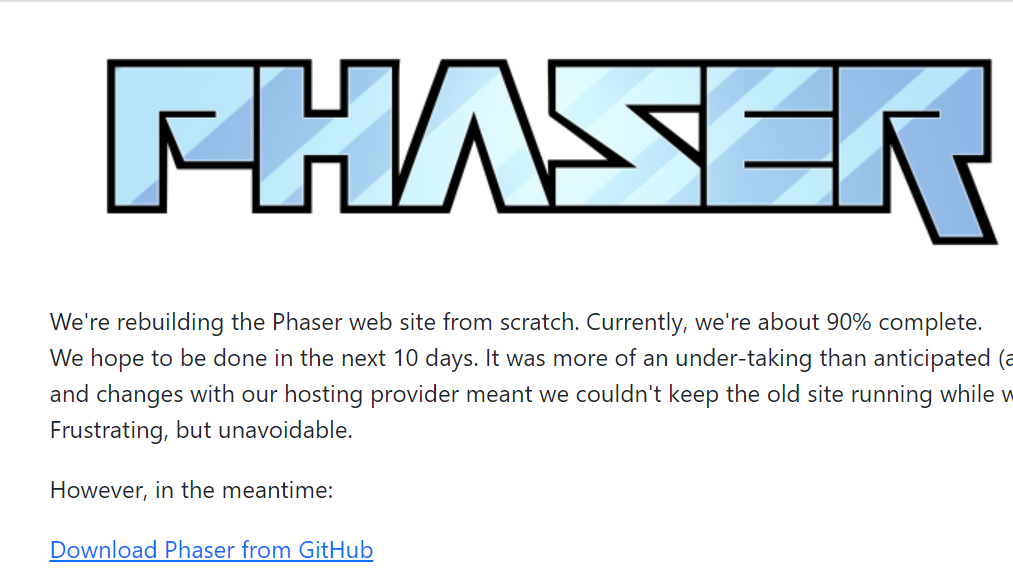 PHASER
We're rebuilding the Phaser web site from scratch. Currently, we're about 90% complete.
We hope to be done in the next 10 days. It was more of an under-taking than anticipated (a
and changes with our hosting provider meant we couldn't keep the old site running while w
Frustrating, but unavoidable.
However, in the meantime:
Download Phaser from GitHub